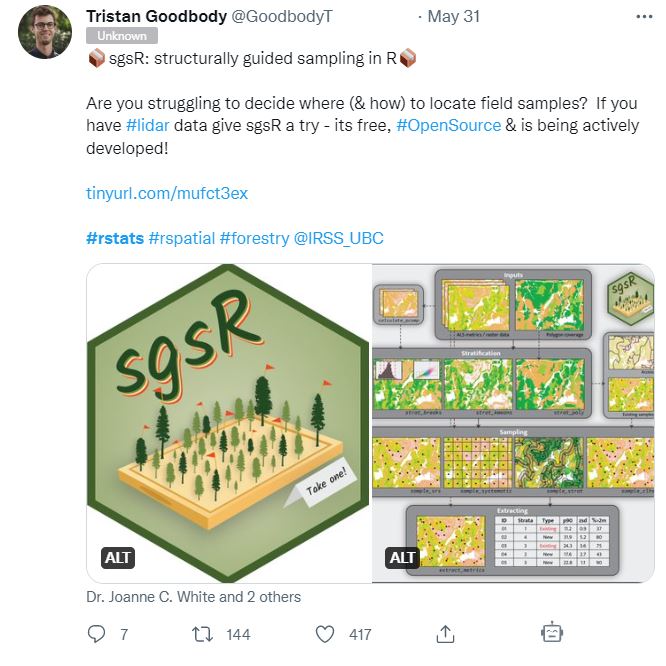 Tristan Goodbody @GoodbodyT · May 31 ...
Unknown
sgsR: structurally guided sampling in R
Are you struggling to decide where (& how) to locate field samples? If you
have #lidar data give sgsR a try - its free, #OpenSource & is being actively
developed!
tinyurl.com/mufct3ex
#rstats #rspatial #forestry @IRSS_UBC
sgsR
Take one!
ALT
Inputs
sgsR
calculate_pcomp
ALS metrics / raster data
Polygon coverage
Stratification
strat_breaks
strat_kmeans
strat_poly
Existing samples
Sampling
sample_srs
sample_systematic
sample_strat
Extracting
ID Strata Type p90 zsd %>2m
01 1 Existing 11.2 0.9 37
02 4 New 31.9 5.2 80
03 3 Existing 24.3 3.6 75
04 2 New 17.6 2.7 43
05 3 New 22.8 1.1 90
extract_metrics
ALT
Dr. Joanne C. White and 2 others
7
144
417